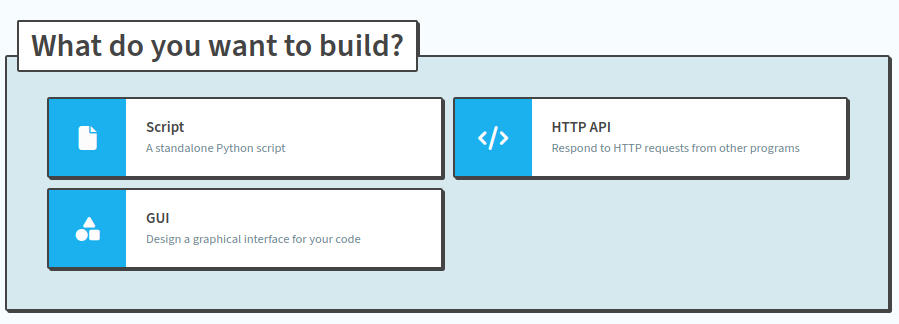 What do you want to build?
Script
A standalone Python script
HTTP API
Respond to HTTP requests from other programs
GUI
Design a graphical interface for your code